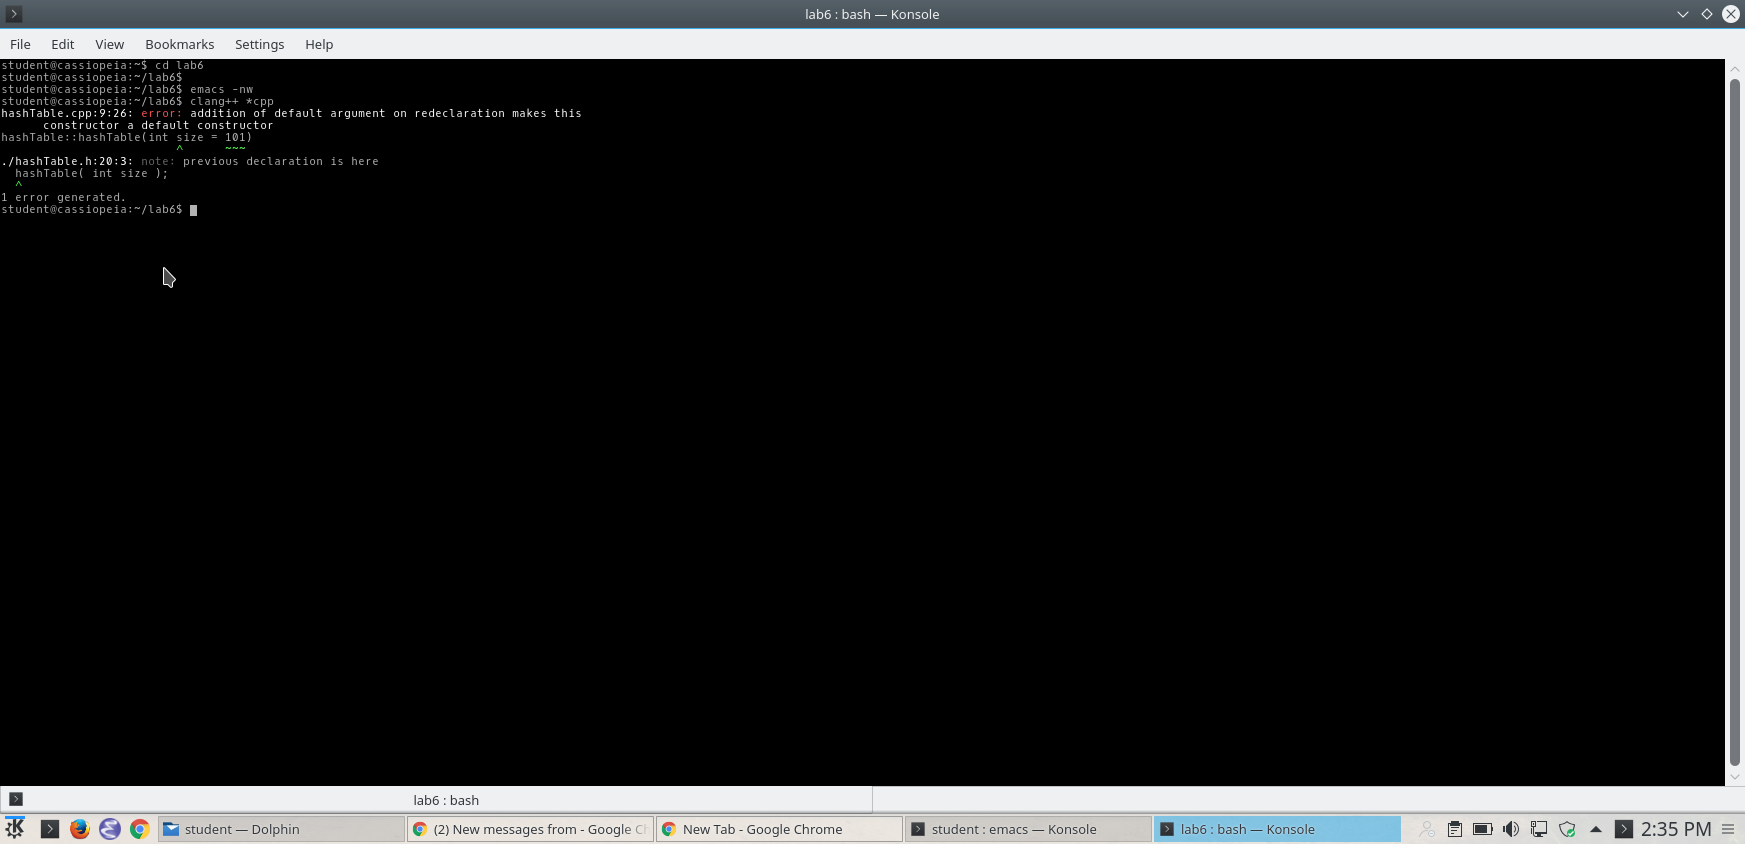 lab6 : bash — Konsole
File Edit View Bookmarks Settings Help
student@cassiopeia:~$ cd lab6
student@cassiopeia:~/lab6$
student@cassiopeia:~/lab6$ emacs -nw
student@cassiopeia:~/lab6$ clang++ *cpp
hashTable.cpp:9:26: error: addition of default argument on redeclaration makes this
      constructor a default constructor
hashTable::hashTable(int size = 101)
                         ^      ~~~
./hashTable.h:20:3: note: previous declaration is here
  hashTable( int size );
  ^
1 error generated.
student@cassiopeia:~/lab6$
lab6 : bash
student — Dolphin
(2) New messages from - Google C
New Tab - Google Chrome
student : emacs — Konsole
lab6 : bash — Konsole
2:35 PM